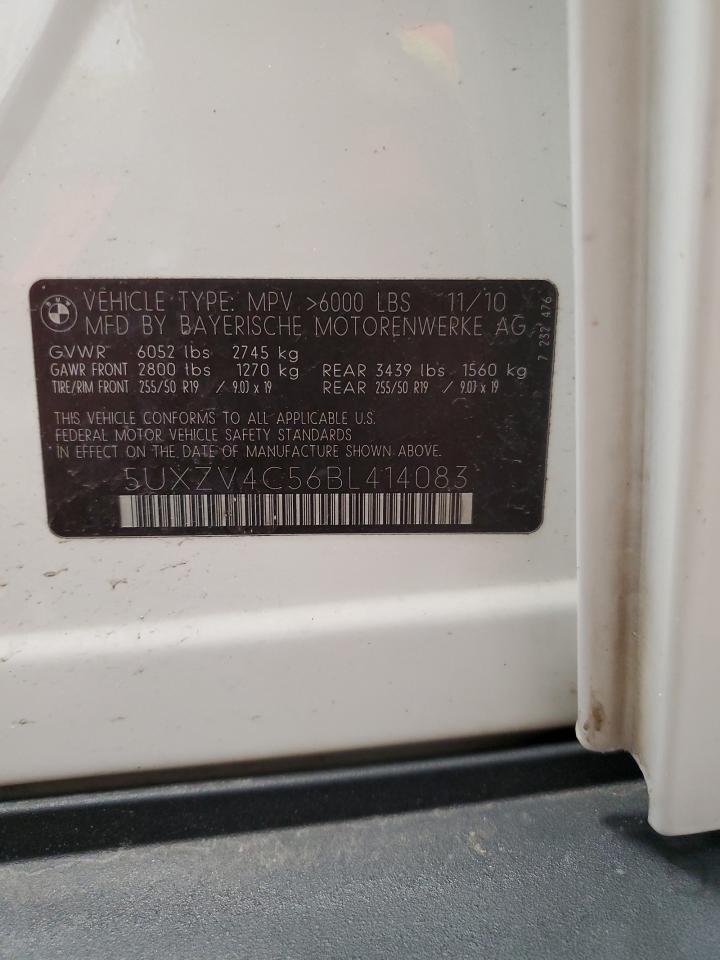 BMW
VEHICLE TYPE: MPV >6000 LBS 11/10
MFD BY BAYERISCHE MOTORENWERKE AG
GVWR 6052 lbs 2745 kg
GAWR FRONT 2800 lbs 1270 kg REAR 3439 lbs 1560 kg
TIRE/RIM FRONT 255/50 R19 / 9.0J x 19 REAR 255/50 R19 / 9.0J x 19
THIS VEHICLE CONFORMS TO ALL APPLICABLE U.S.
FEDERAL MOTOR VEHICLE SAFETY STANDARDS
IN EFFECT ON THE DATE OF MANUFACTURE SHOWN ABOVE.
5UXZV4C56BL414083
7 232 476